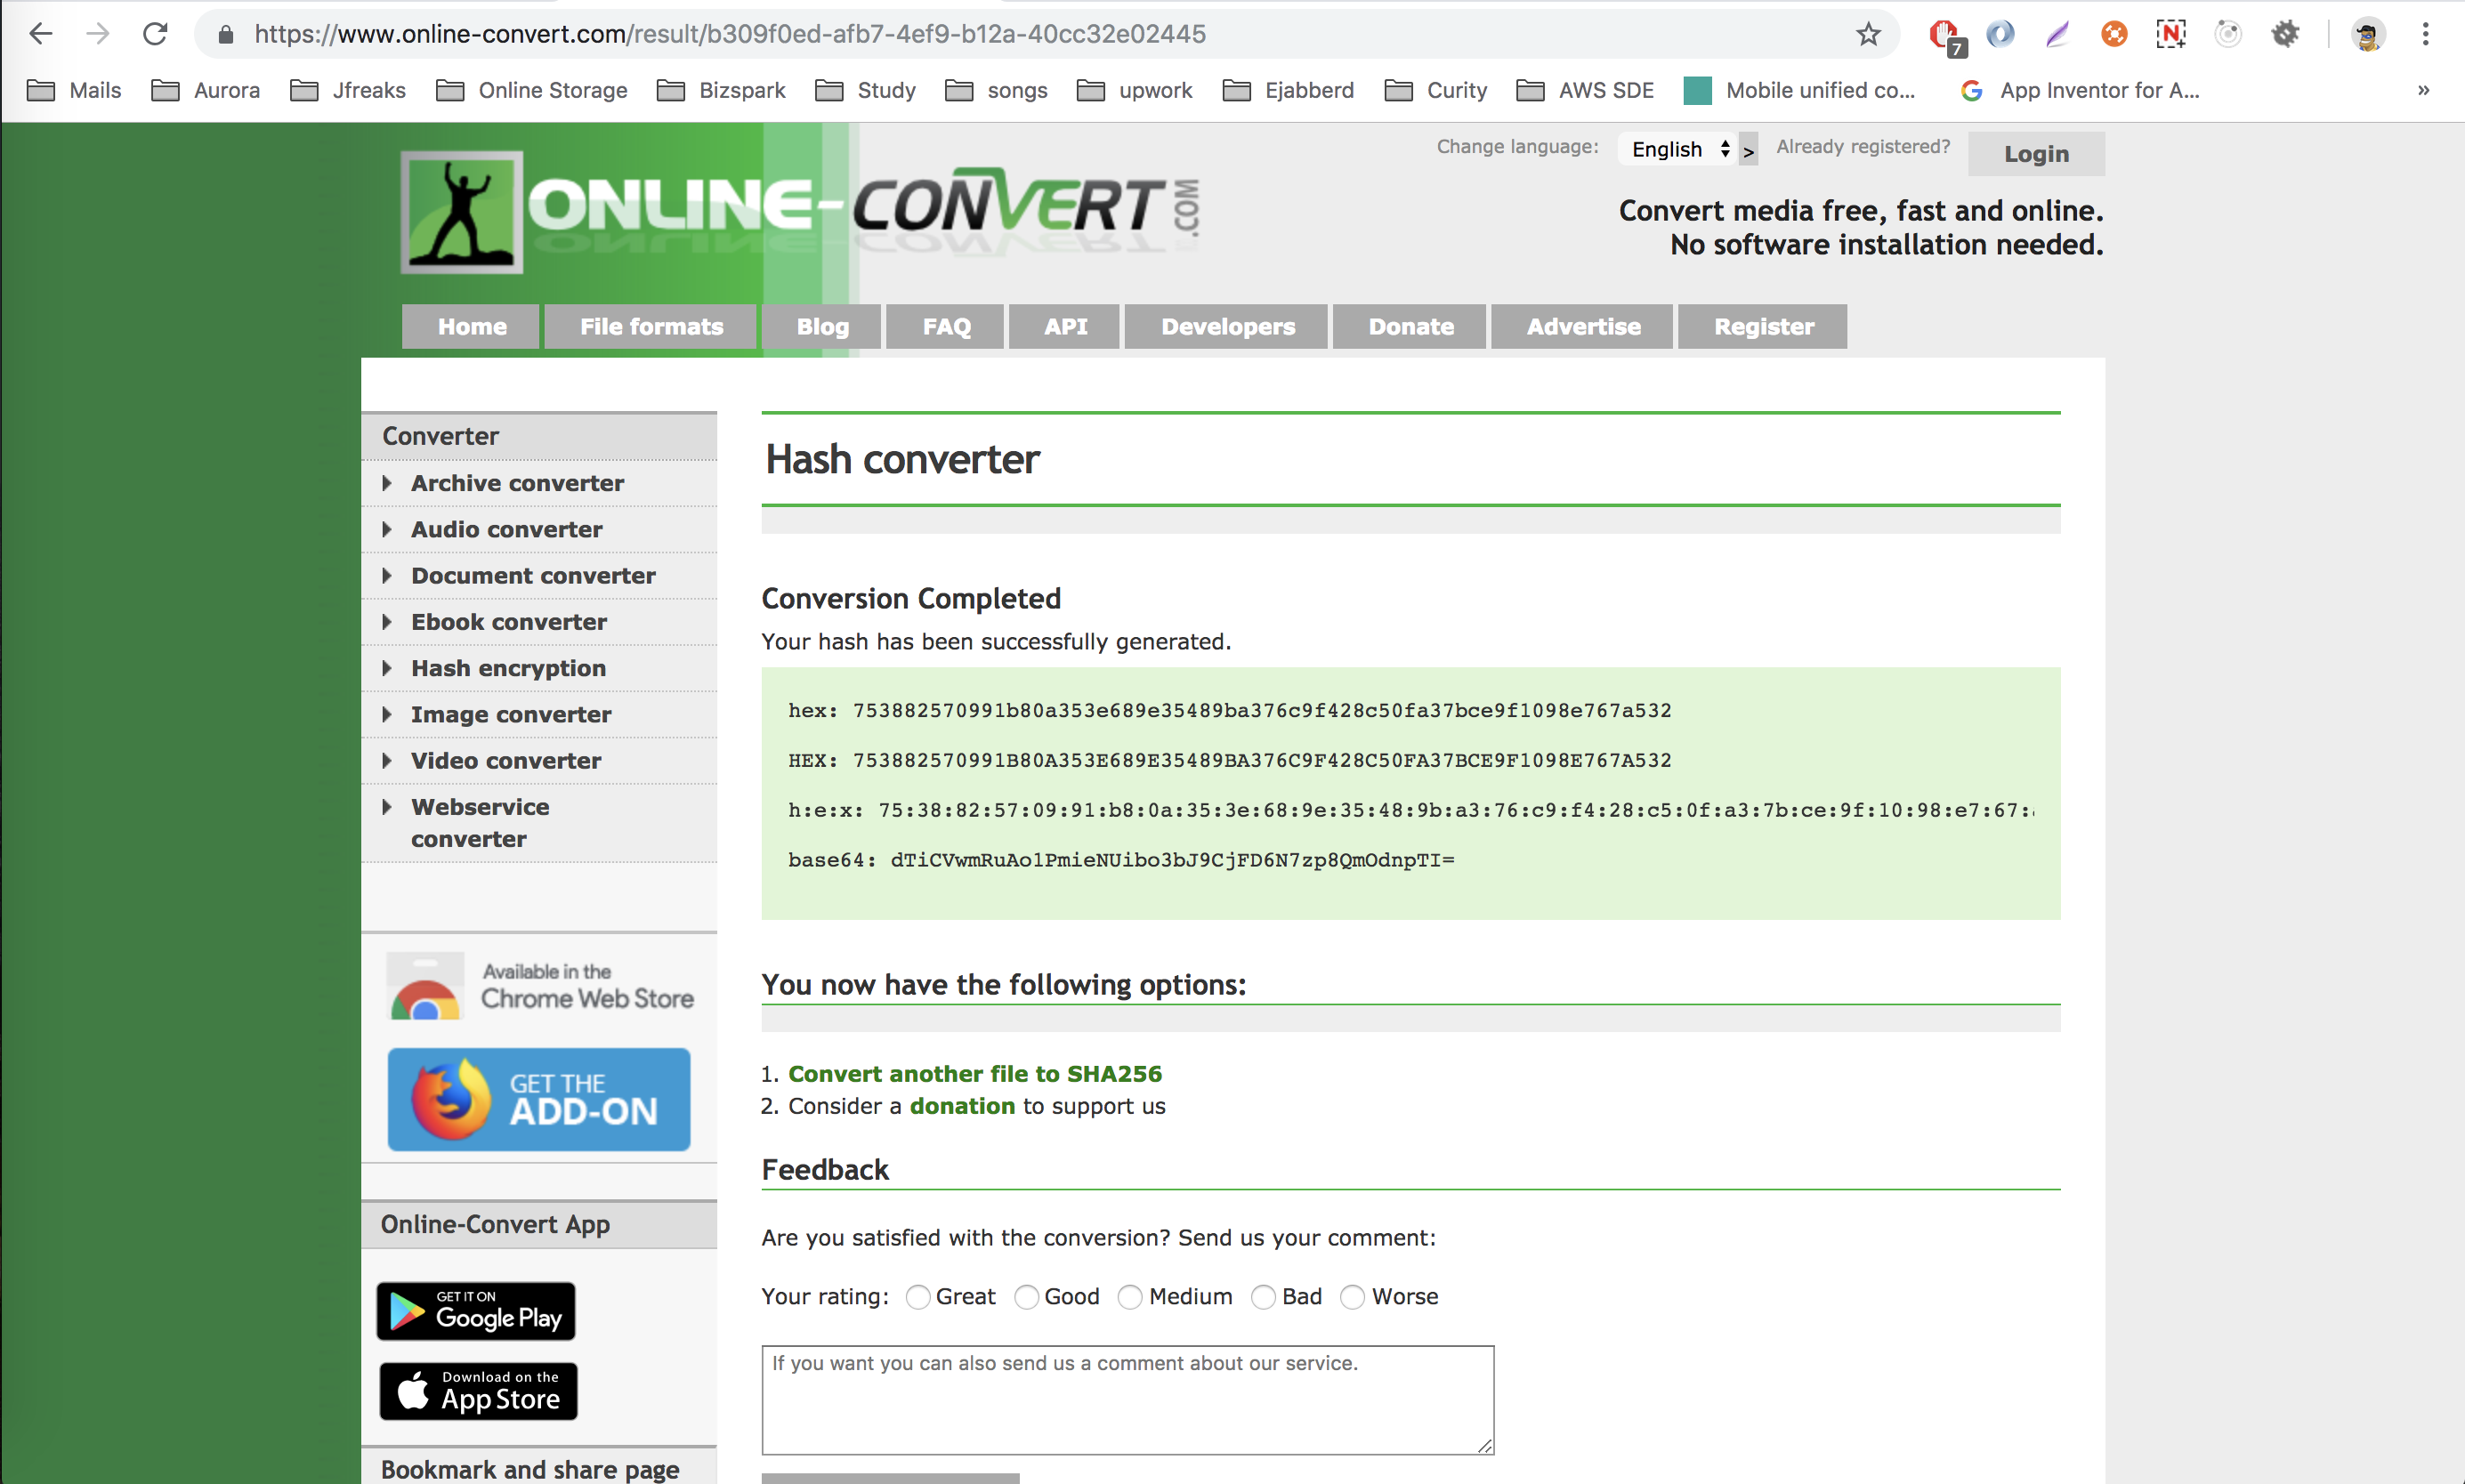 https://www.online-convert.com/result/b309f0ed-afb7-4ef9-b12a-40cc32e02445
7
Mails Aurora Jfreaks Online Storage Bizspark Study songs upwork Ejabberd Curity AWS SDE Mobile unified co... App Inventor for A... »
Change language: English > Already registered? Login
ONLINE-CONVERT.COM
Convert media free, fast and online.
No software installation needed.
Home File formats Blog FAQ API Developers Donate Advertise Register
Converter
Archive converter
Audio converter
Document converter
Ebook converter
Hash encryption
Image converter
Video converter
Webservice
converter
Available in the
Chrome Web Store
GET THE
ADD-ON
Online-Convert App
GET IT ON
Google Play
Download on the
App Store
Bookmark and share page
Hash converter
Conversion Completed
Your hash has been successfully generated.
hex: 753882570991b80a353e689e35489ba376c9f428c50fa37bce9f1098e767a532
HEX: 753882570991B80A353E689E35489BA376C9F428C50FA37BCE9F1098E767A532
h:e:x: 75:38:82:57:09:91:b8:0a:35:3e:68:9e:35:48:9b:a3:76:c9:f4:28:c5:0f:a3:7b:ce:9f:10:98:e7:67:
base64: dTiCVwmRuAo1PmieNUibo3bJ9CjFD6N7zp8QmOdnpTI=
You now have the following options:
1. Convert another file to SHA256
2. Consider a donation to support us
Feedback
Are you satisfied with the conversion? Send us your comment:
Your rating: Great Good Medium Bad Worse
If you want you can also send us a comment about our service.